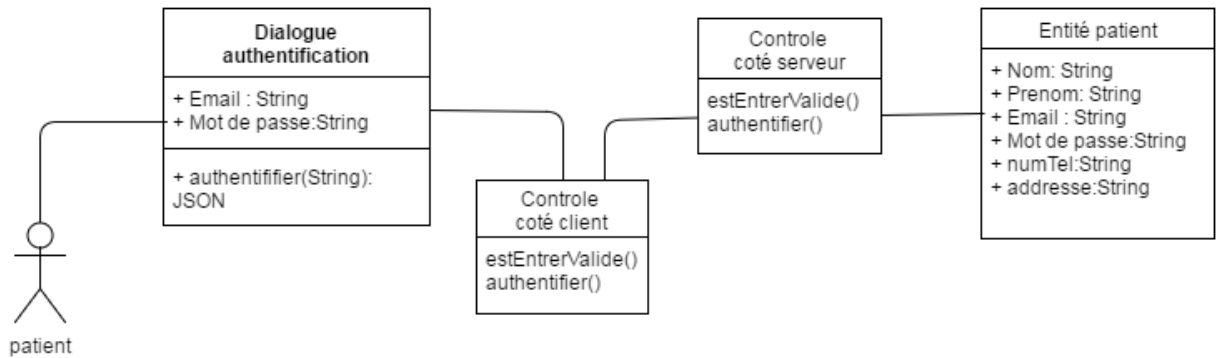 Dialogue
authentification
+ Email : String
+ Mot de passe:String
+ authentififier(String):
JSON
Controle
coté client
estEntrerValide()
authentifier()
Controle
coté serveur
estEntrerValide()
authentifier()
Entité patient
+ Nom: String
+ Prenom: String
+ Email : String
+ Mot de passe:String
+ numTel:String
+ addresse:String
patient